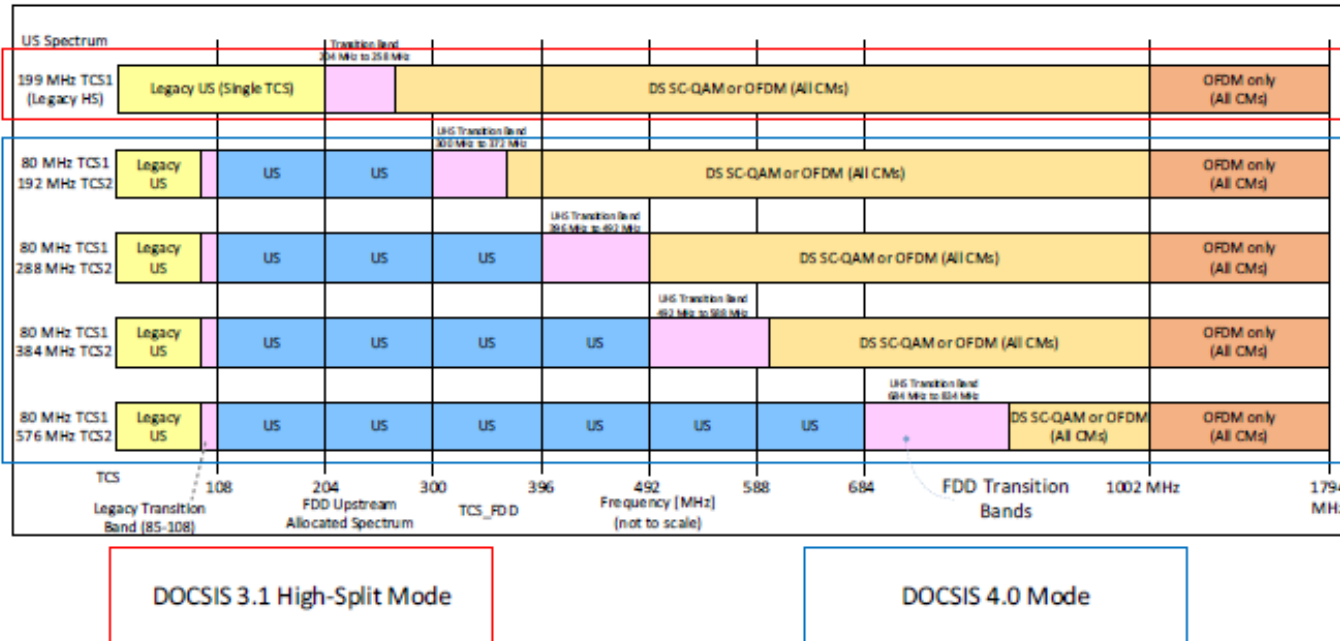 US Spectrum
Transition Band
204 MHz to 258 MHz
199 MHz TCS1
(Legacy HS)
Legacy US (Single TCS)
DS SC-QAM or OFDM (All CMs)
OFDM only
(All CMs)
UHS Transition Band
300 MHz to 372 MHz
80 MHz TCS1
192 MHz TCS2
Legacy
US
US
US
DS SC-QAM or OFDM (All CMs)
OFDM only
(All CMs)
UHS Transition Band
396 MHz to 492 MHz
80 MHz TCS1
288 MHz TCS2
Legacy
US
US
US
US
DS SC-QAM or OFDM (All CMs)
OFDM only
(All CMs)
UHS Transition Band
492 MHz to 588 MHz
80 MHz TCS1
384 MHz TCS2
Legacy
US
US
US
US
US
DS SC-QAM or OFDM (All CMs)
OFDM only
(All CMs)
UHS Transition Band
684 MHz to 834 MHz
80 MHz TCS1
576 MHz TCS2
Legacy
US
US
US
US
US
US
US
DS SC-QAM or OFDM
(All CMs)
OFDM only
(All CMs)
TCS
108
204
300
396
492
588
684
1002 MHz
1794
MHz
Legacy Transition
Band (85-108)
FDD Upstream
Allocated Spectrum
TCS_FDD
Frequency [MHz]
(not to scale)
FDD Transition
Bands
DOCSIS 3.1 High-Split Mode
DOCSIS 4.0 Mode